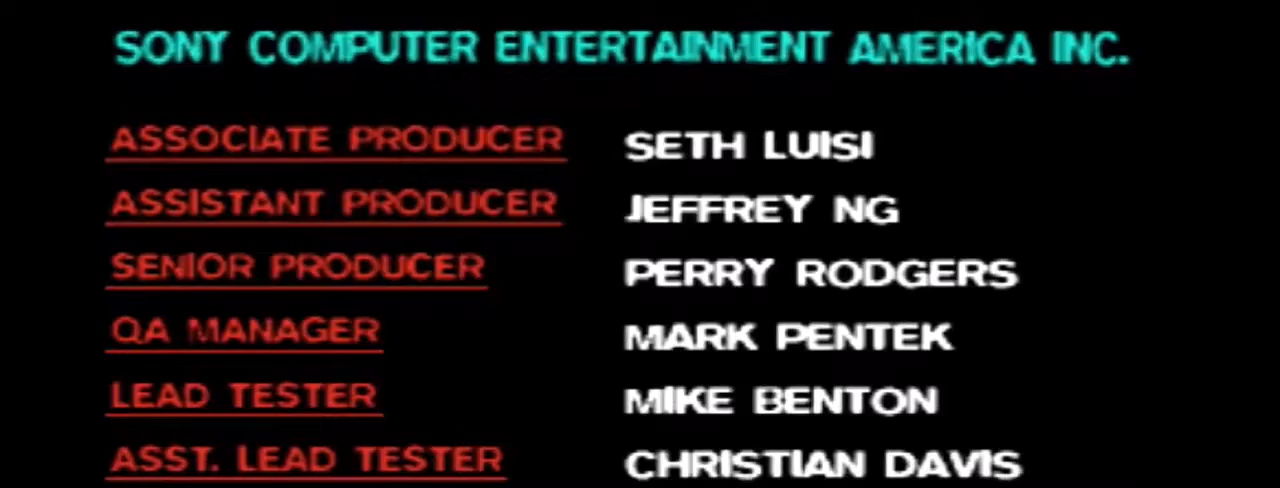 SONY COMPUTER ENTERTAINMENT AMERICA INC.
ASSOCIATE PRODUCER SETH LUISI
ASSISTANT PRODUCER JEFFREY NG
SENIOR PRODUCER PERRY RODGERS
QA MANAGER MARK PENTEK
LEAD TESTER MIKE BENTON
ASST. LEAD TESTER CHRISTIAN DAVIS